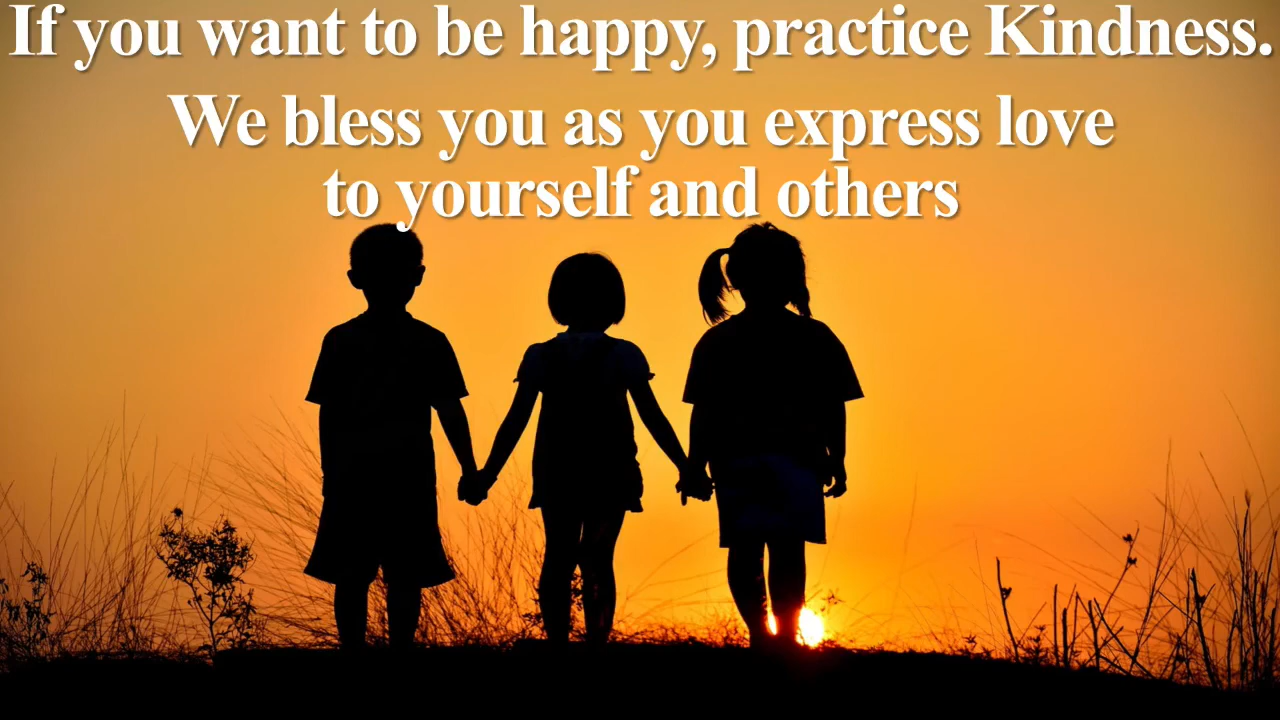 If you want to be happy, practice Kindness.
We bless you as you express love
to yourself and others